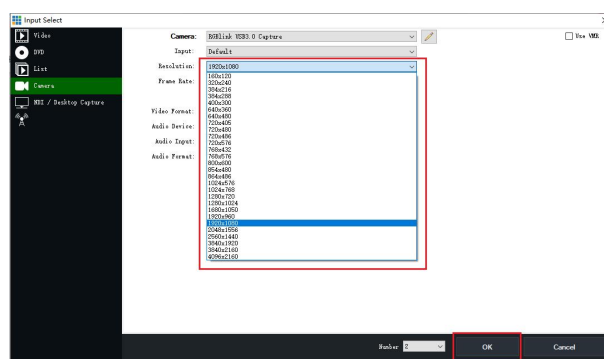 Input Select
Video
DVD
List
Camera
NDI / Desktop Capture
Camera: RGBlink USB3.0 Capture
Use VMR
Input: Default
Resolution: 1920x1080
Frame Rate:
Video Format:
Audio Device:
Audio Input:
Audio Format:
160x120
320x240
384x216
384x288
400x300
640x360
640x480
720x405
720x480
720x486
720x576
768x432
768x576
800x600
854x480
864x486
1024x576
1024x768
1280x720
1280x1024
1680x1050
1920x960
1920x1080
2048x1556
2560x1440
3840x1920
3840x2160
4096x2160
Number 2
OK
Cancel